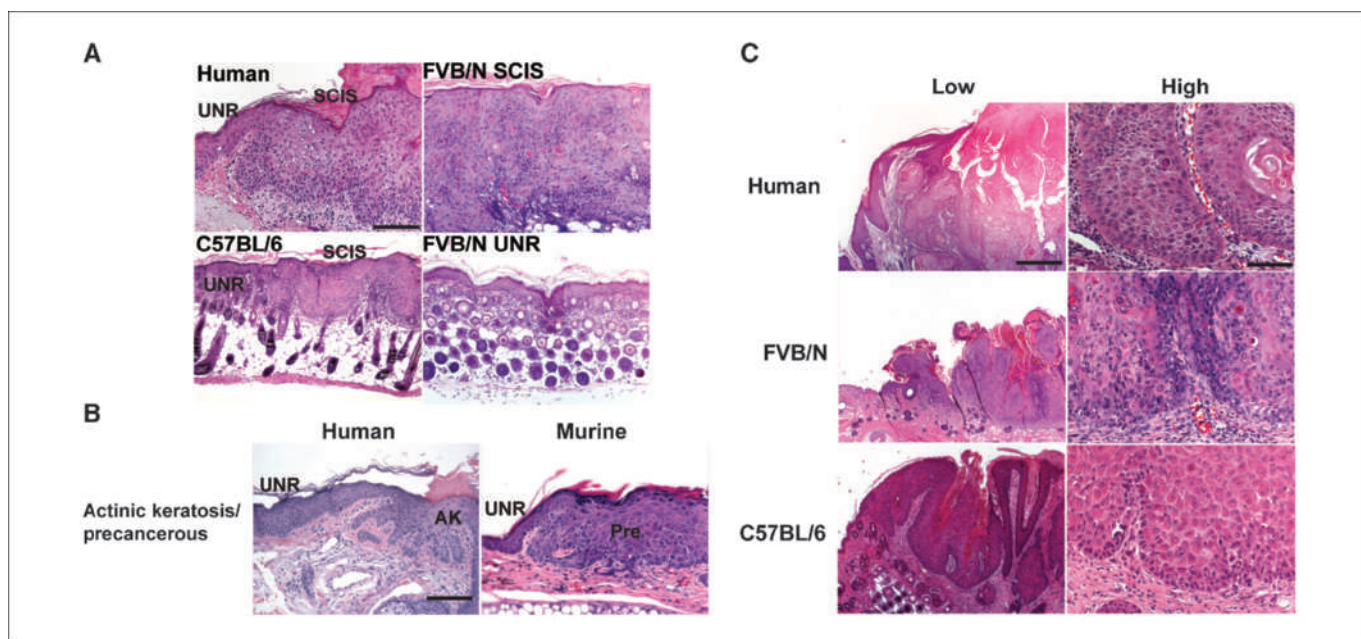 A
Human
SCIS
UNR
FVB/N SCIS
C57BL/6
SCIS
UNR
FVB/N UNR
B
Human
Murine
Actinic keratosis/
precancerous
UNR
AK
UNR
Pre
C
Low
High
Human
FVB/N
C57BL/6